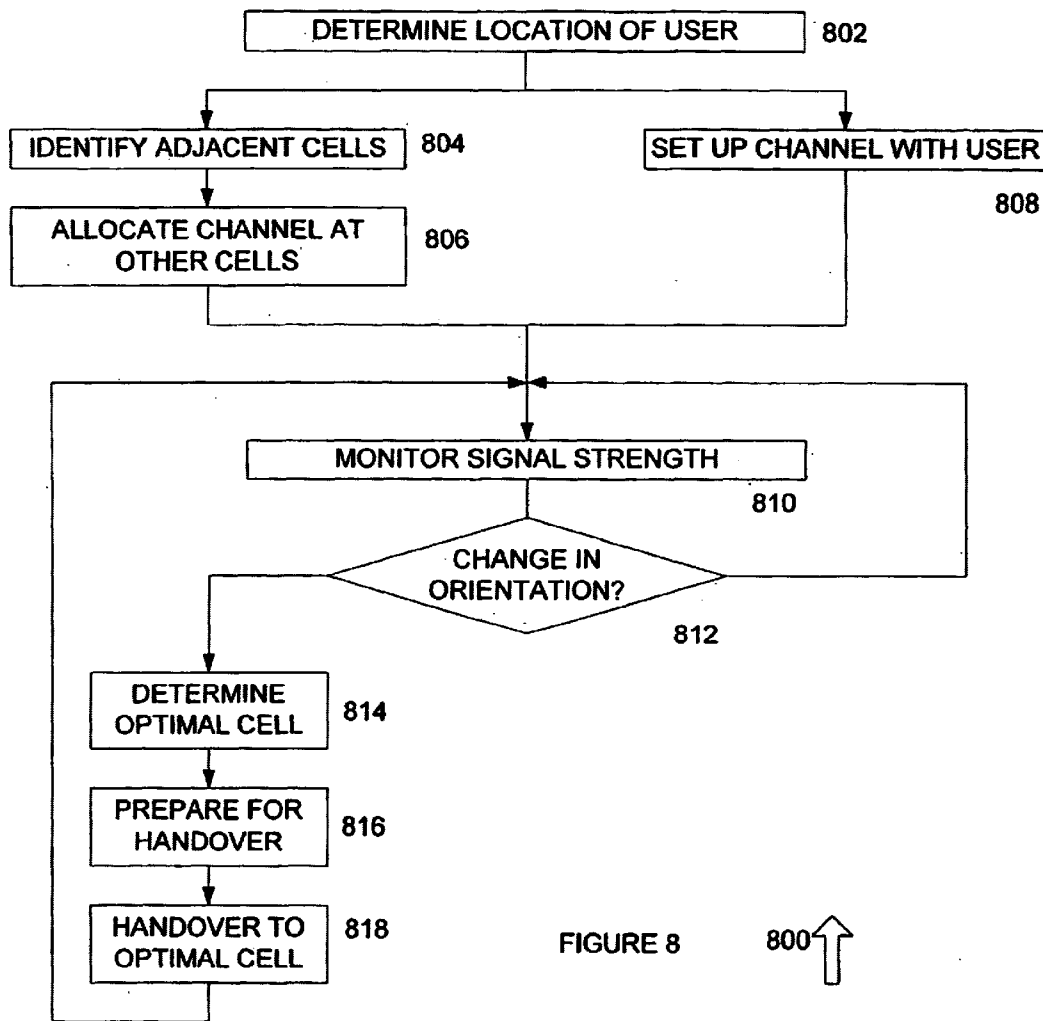 DETERMINE LOCATION OF USER
802
IDENTIFY ADJACENT CELLS
804
SET UP CHANNEL WITH USER
808
ALLOCATE CHANNEL AT
OTHER CELLS
806
MONITOR SIGNAL STRENGTH
810
CHANGE IN
ORIENTATION?
812
DETERMINE
OPTIMAL CELL
814
PREPARE FOR
HANDOVER
816
HANDOVER TO
OPTIMAL CELL
818
FIGURE 8
800